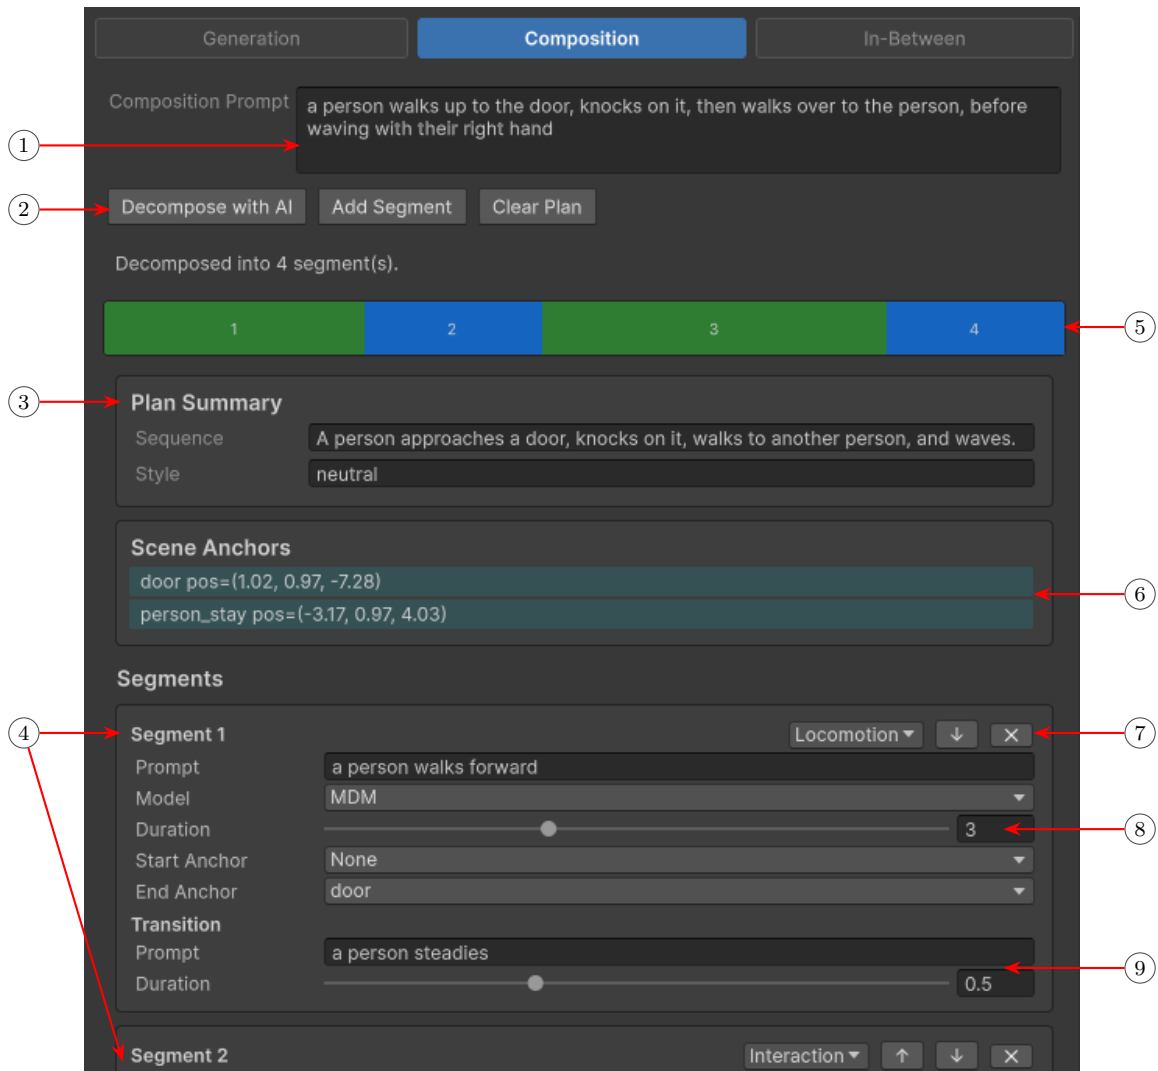 Generation
Composition
In-Between
Composition Prompt
a person walks up to the door, knocks on it, then walks over to the person, before
waving with their right hand
1
2
Decompose with AI
Add Segment
Clear Plan
Decomposed into 4 segment(s).
1
2
3
4
5
3
Plan Summary
Sequence
A person approaches a door, knocks on it, walks to another person, and waves.
Style
neutral
Scene Anchors
door pos=(1.02, 0.97, -7.28)
person_stay pos=(-3.17, 0.97, 4.03)
6
Segments
4
Segment 1
Locomotion
7
Prompt
a person walks forward
Model
MDM
Duration
3
8
Start Anchor
None
End Anchor
door
Transition
Prompt
a person steadies
9
Duration
0.5
Segment 2
Interaction